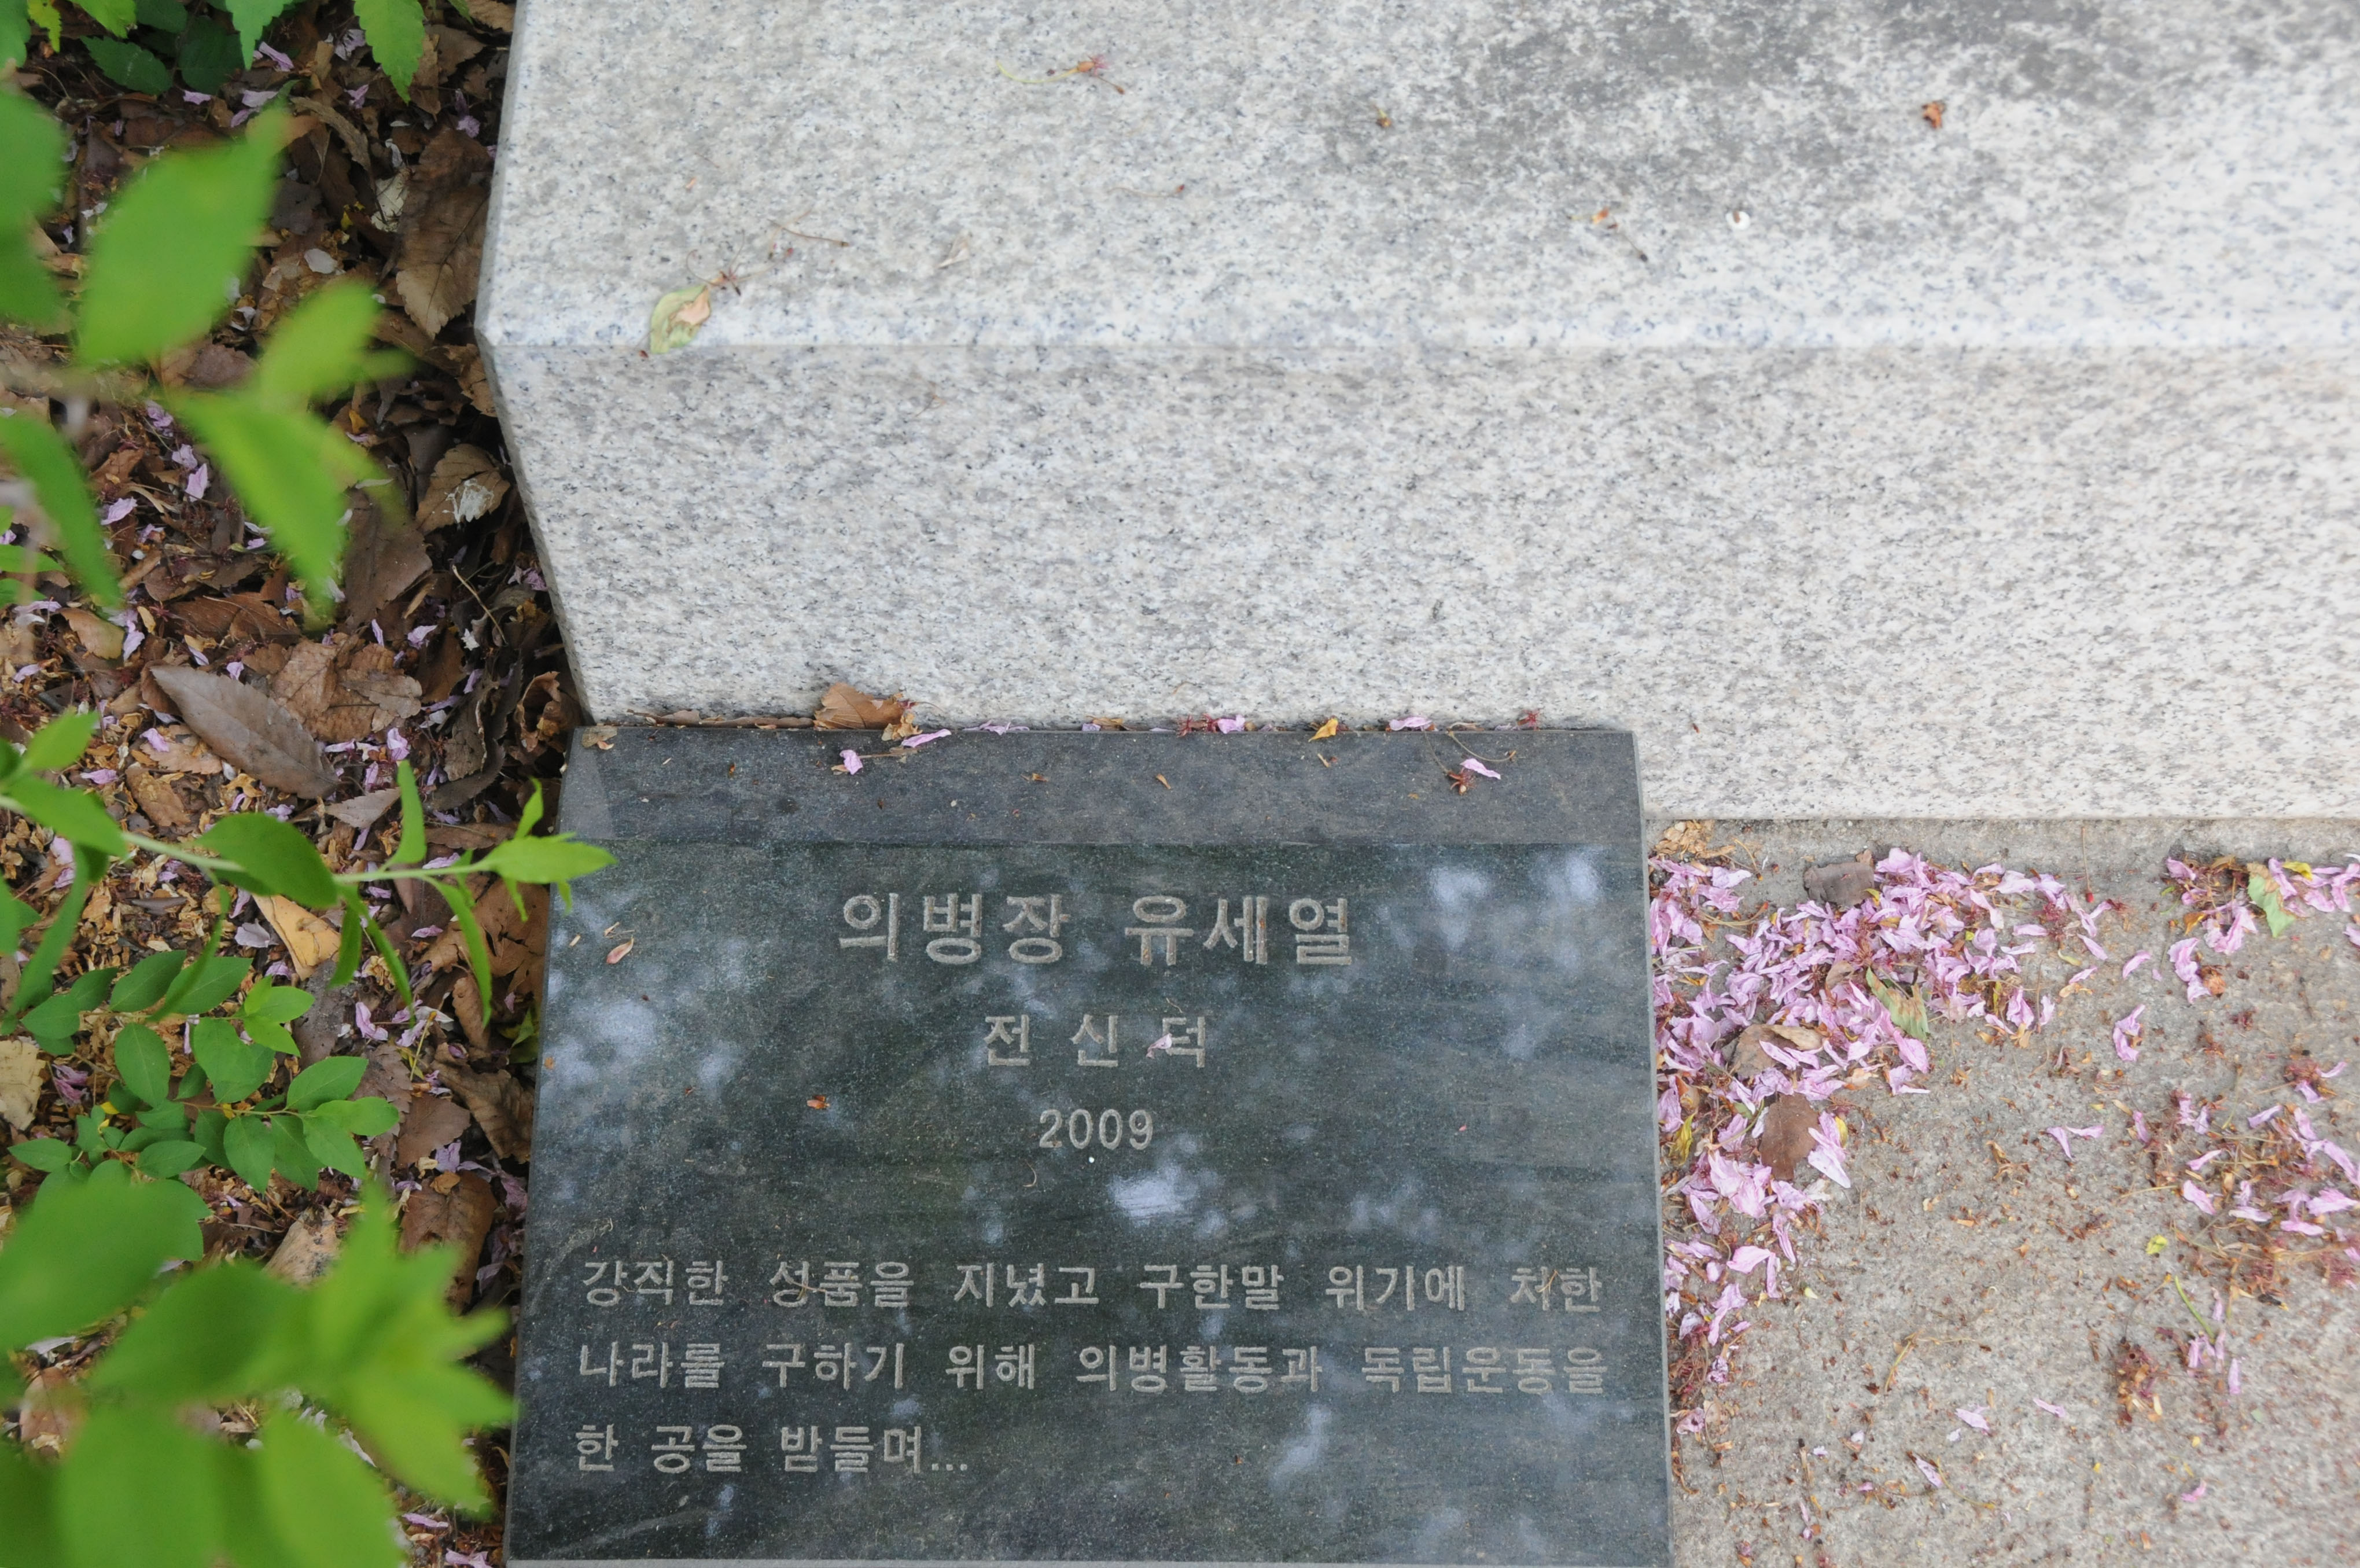 의병장 유세열
전 신 덕
2009
강직한 성품을 지녔고 구한말 위기에 처한
나라를 구하기 위해 의병활동과 독립운동을
한 공을 받들며...